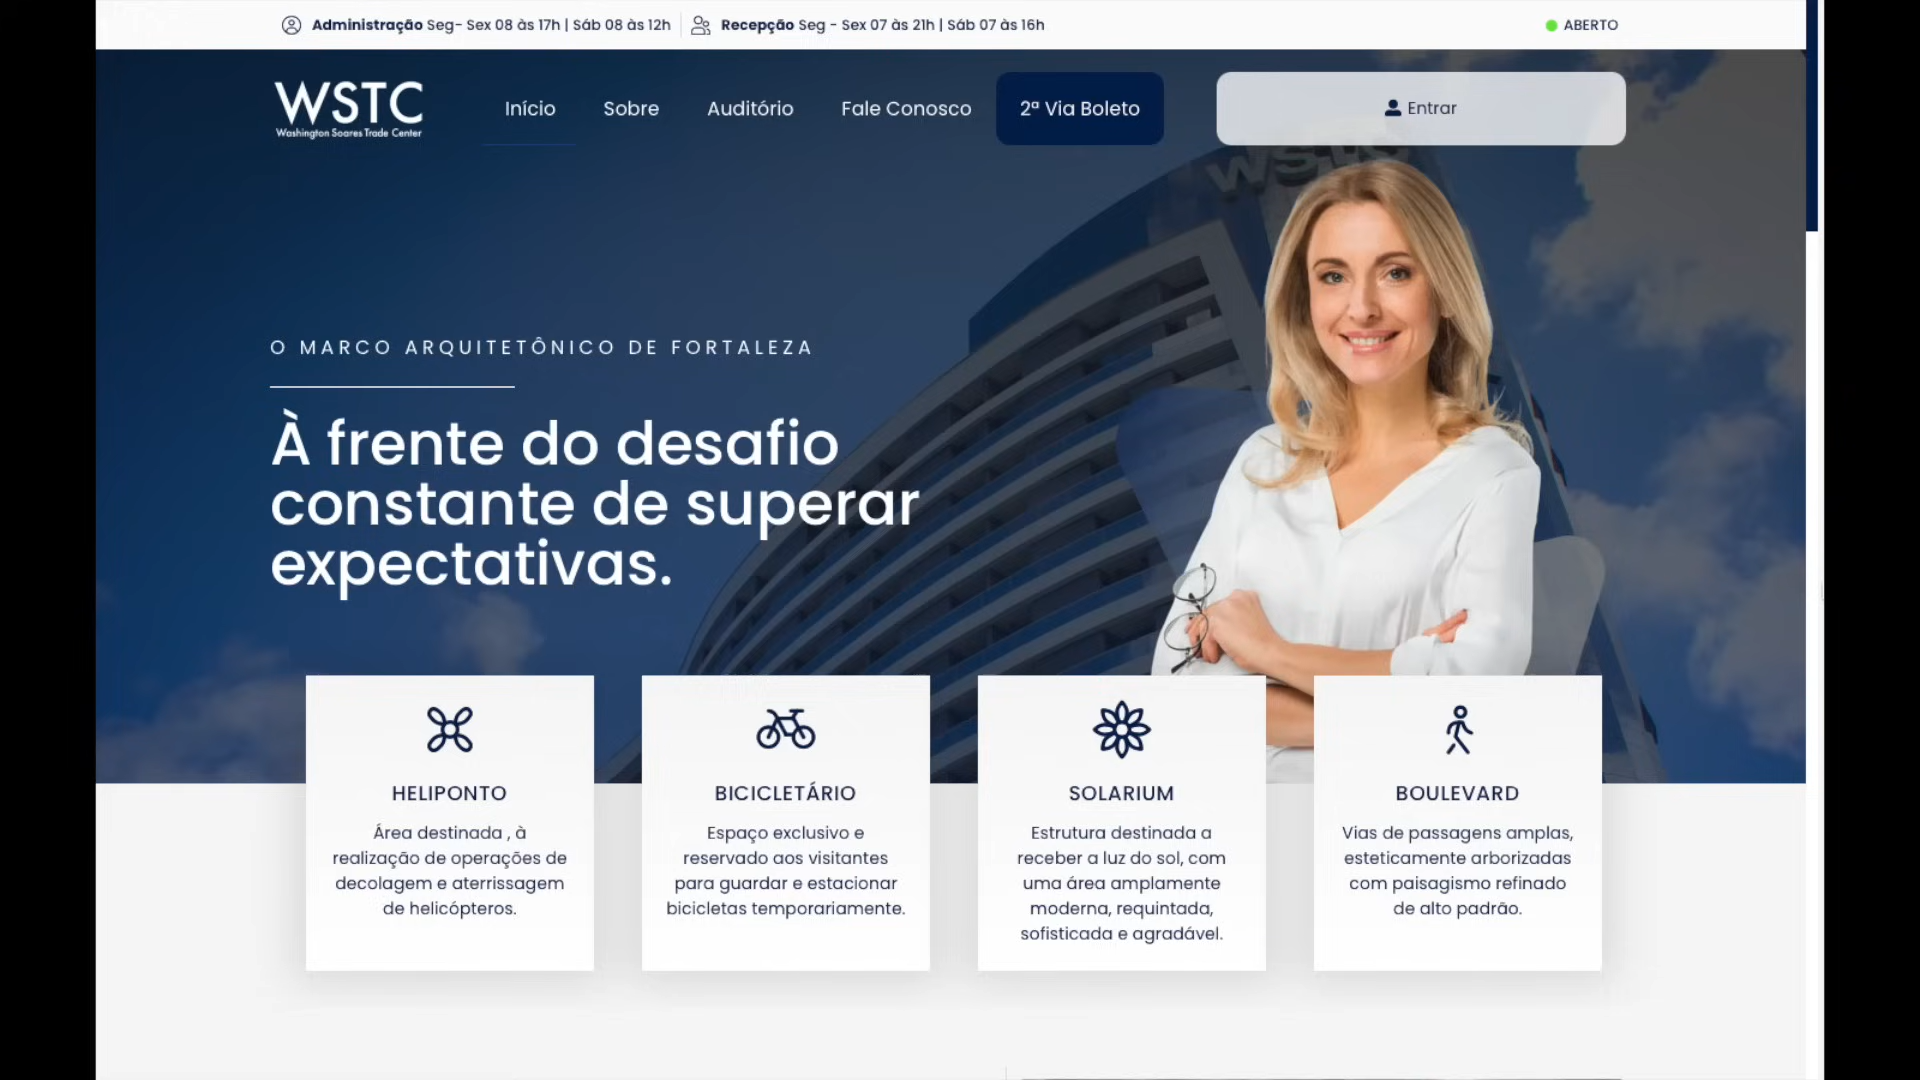 Administração Seg- Sex 08 às 17h | Sáb 08 às 12h
Recepção Seg - Sex 07 às 21h | Sáb 07 às 16h
ABERTO
WSTC
Washington Soares Trade Center
Início
Sobre
Auditório
Fale Conosco
2ª Via Boleto
Entrar
WSTC
O MARCO ARQUITETÔNICO DE FORTALEZA
À frente do desafio
constante de superar
expectativas.
HELIPONTO
Área destinada , à
realização de operações de
decolagem e aterrissagem
de helicópteros.
BICICLETÁRIO
Espaço exclusivo e
reservado aos visitantes
para guardar e estacionar
bicicletas temporariamente.
SOLARIUM
Estrutura destinada a
receber a luz do sol, com
uma área amplamente
moderna, requintada,
sofisticada e agradável.
BOULEVARD
Vias de passagens amplas,
esteticamente arborizadas
com paisagismo refinado
de alto padrão.